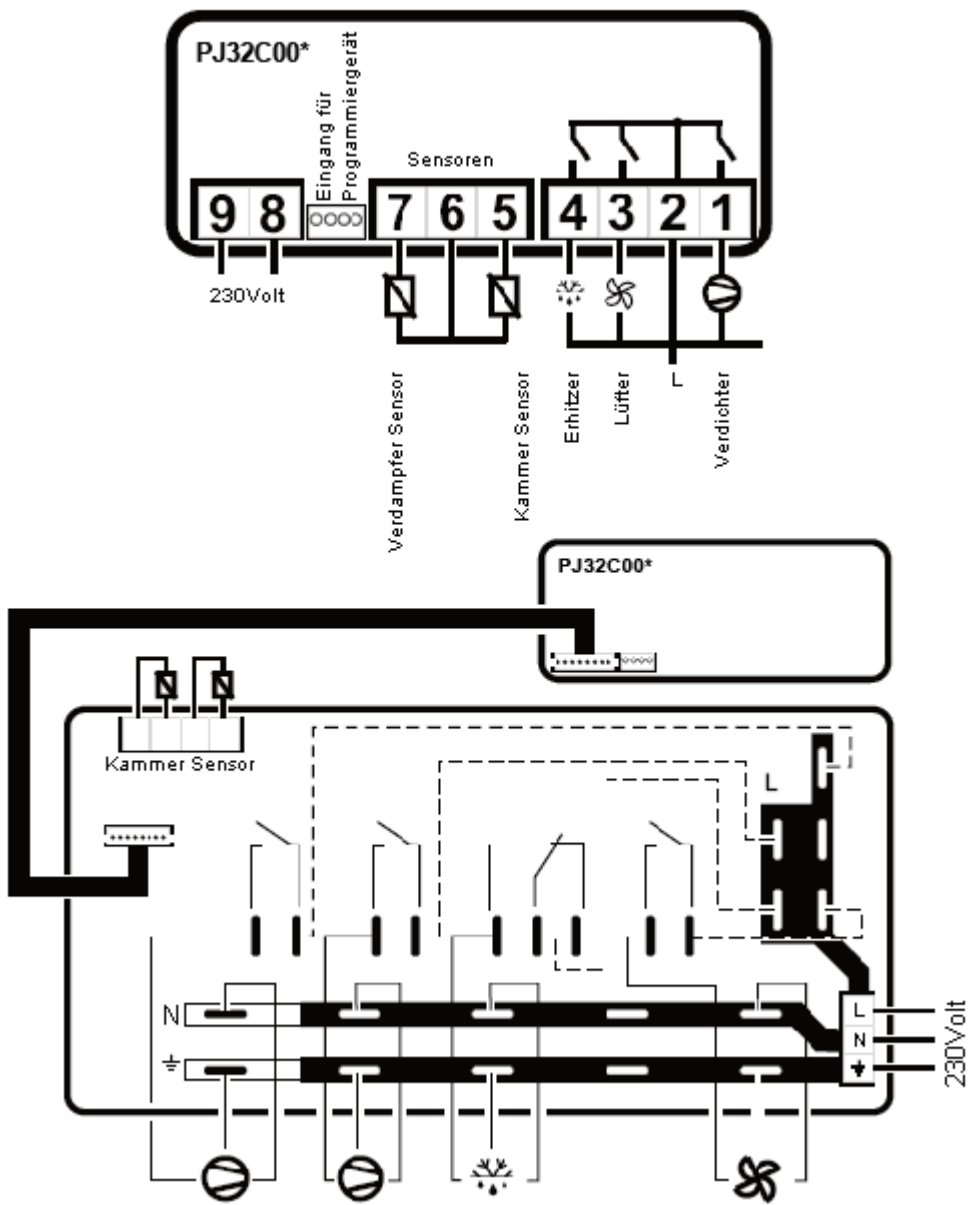 PJ32C00*
Eingang für
Programmiergerät
Sensoren
9 8 7 6 5 4 3 2 1
230Volt
Verdampfer Sensor
Kammer Sensor
Erhitzer
Lüfter
L
Verdichter
PJ32C00*
Kammer Sensor
L
N
L
N
230Volt